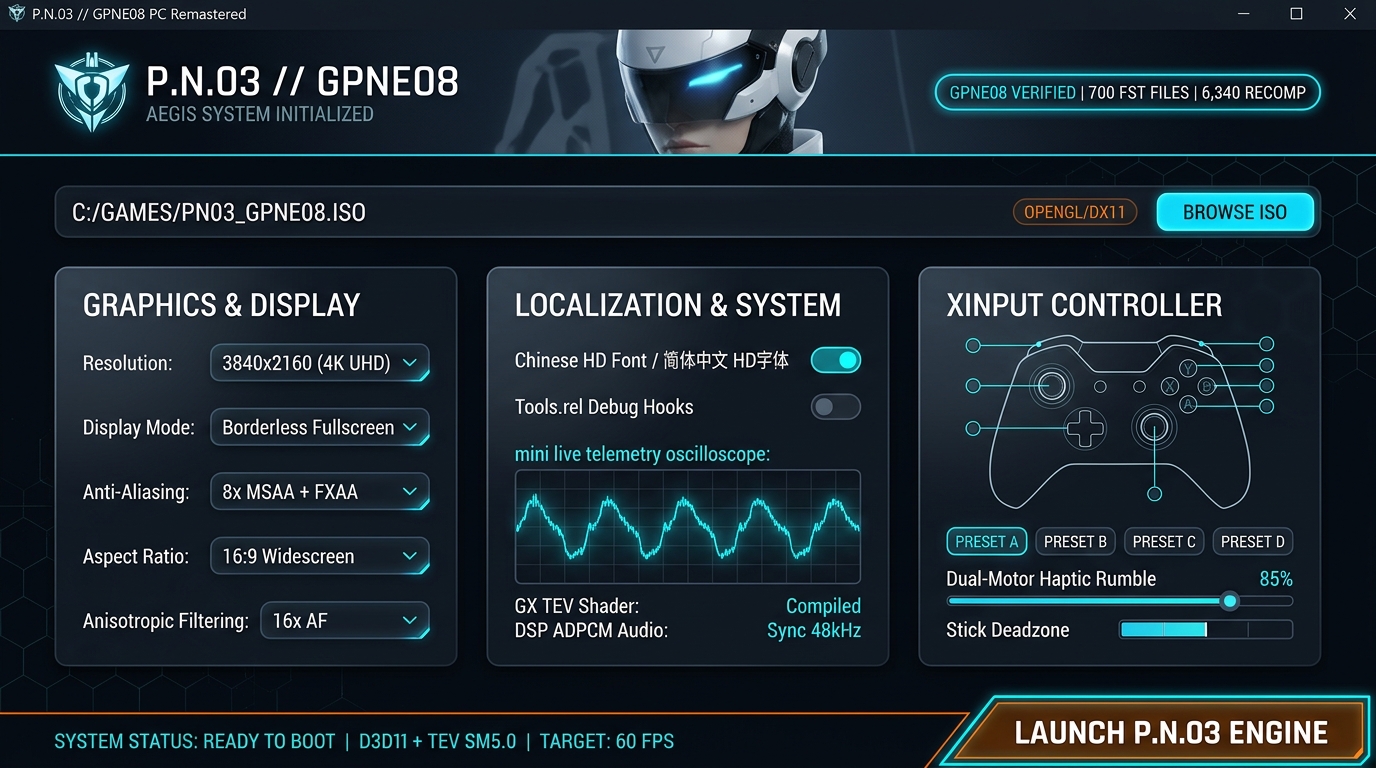 P.N.03 // GPNE08 PC Remastered
P.N.03 // GPNE08
AEGIS SYSTEM INITIALIZED
GPNE08 VERIFIED | 700 FST FILES | 6,340 RECOMP
C:/GAMES/PN03_GPNE08.ISO
OPENGL/DX11
BROWSE ISO
GRAPHICS & DISPLAY
Resolution: 3840x2160 (4K UHD)
Display Mode: Borderless Fullscreen
Anti-Aliasing: 8x MSAA + FXAA
Aspect Ratio: 16:9 Widescreen
Anisotropic Filtering: 16x AF
LOCALIZATION & SYSTEM
Chinese HD Font / 简体中文 HD字体
Tools.rel Debug Hooks
mini live telemetry oscilloscope:
GX TEV Shader: Compiled
DSP ADPCM Audio: Sync 48kHz
XINPUT CONTROLLER
Y
X B
A
PRESET A PRESET B PRESET C PRESET D
Dual-Motor Haptic Rumble 85%
Stick Deadzone
SYSTEM STATUS: READY TO BOOT | D3D11 + TEV SM5.0 | TARGET: 60 FPS
LAUNCH P.N.03 ENGINE